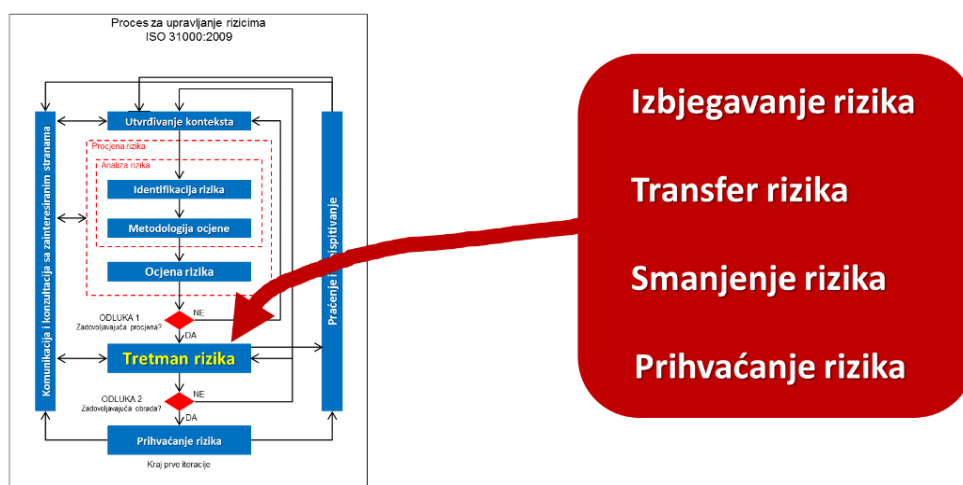 Proces za upravljanje rizicima
ISO 31000:2009
Komunikacija i konzultacija sa zainteresiranim stranama
Utvrđivanje konteksta
Procjena rizika
Analiza rizika
Identifikacija rizika
Metodologija ocjene
Ocjena rizika
ODLUKA 1
Zadovoljavajuća procjena?
NE
DA
Tretman rizika
ODLUKA 2
Zadovoljavajuća obrada?
NE
DA
Prihvaćanje rizika
Kraj prve iteracije
Praćenje i
Izbjegavanje rizika
Transfer rizika
Smanjenje rizika
Prihvaćanje rizika